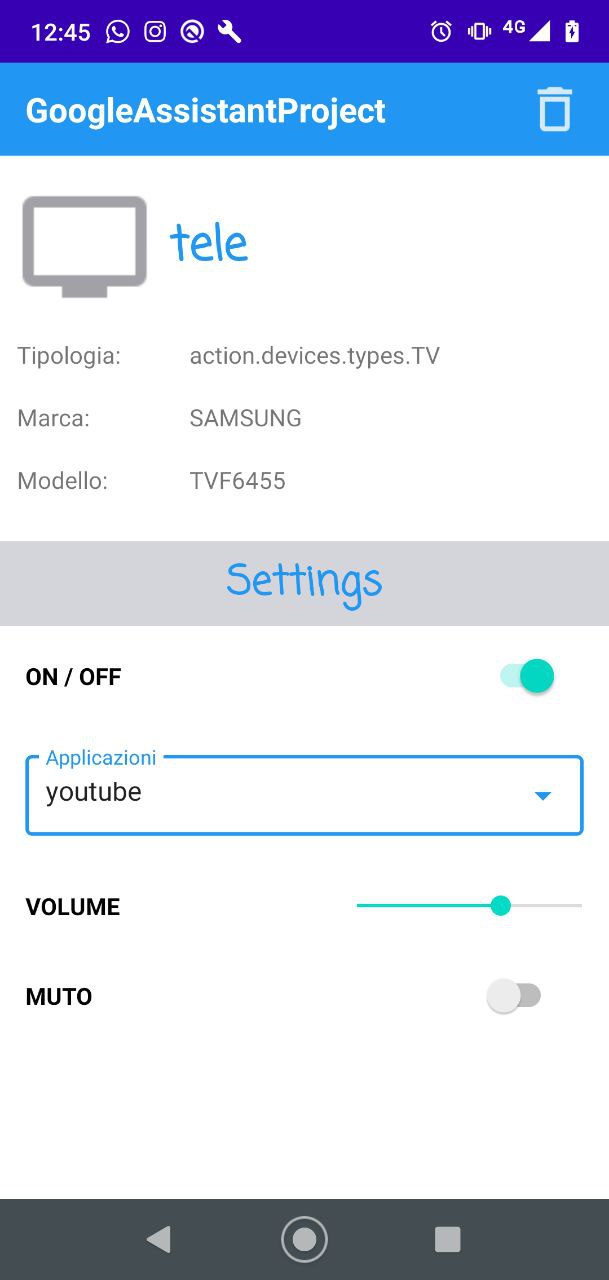 12:45 4G
GoogleAssistantProject
tele
Tipologia: action.devices.types.TV
Marca: SAMSUNG
Modello: TVF6455
Settings
ON / OFF
Applicazioni
youtube
VOLUME
MUTO